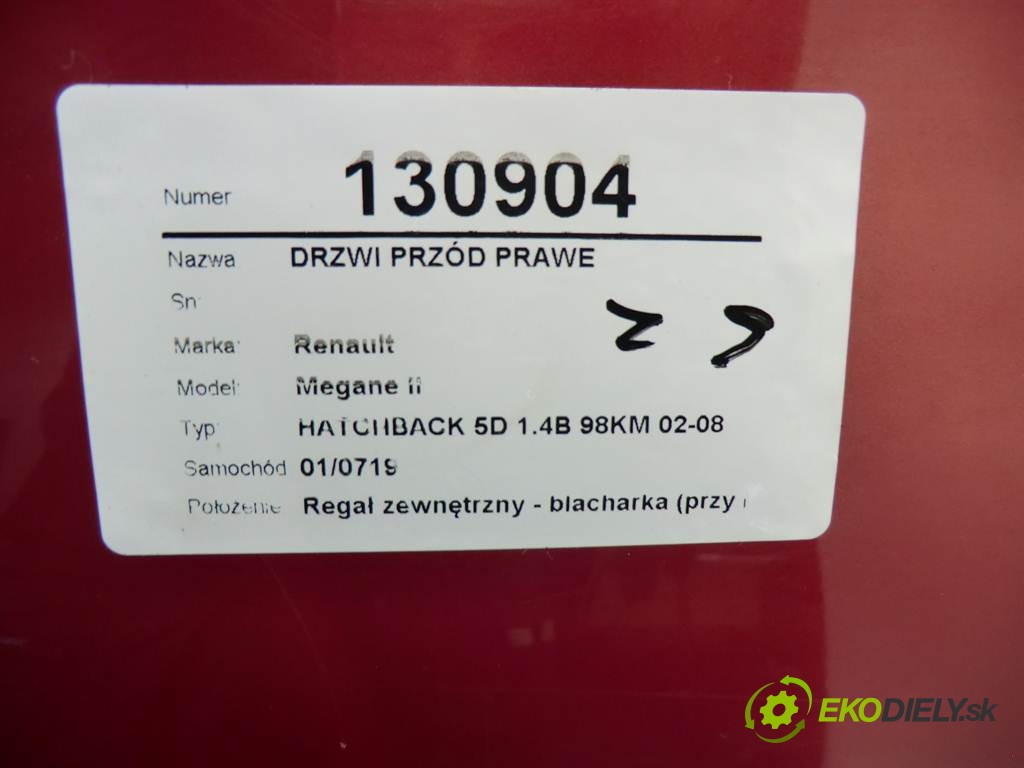 Numer 130904
Nazwa DRZWI PRZÓD PRAWE
Sn:
Marka: Renault
Model: Megane II
Typ: HATCHBACK 5D 1.4B 98KM 02-08
Samochód 01/0719
Położenie Regał zewnętrzny - blacharka (przy
EKODIELY.sk